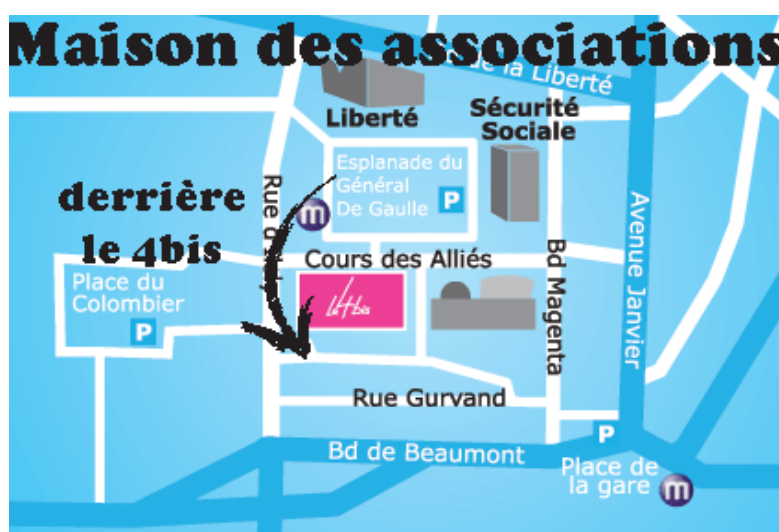 Maison des associations
de la Liberté
Liberté
Sécurité
Sociale
Esplanade du
Général
De Gaulle
P
m
derrière
le 4bis
Rue d'
Cours des Alliés
Place du
Colombier
P
Le4bis
Bd Magenta
Avenue Janvier
Rue Gurvand
Bd de Beaumont
P
Place de
la gare
m